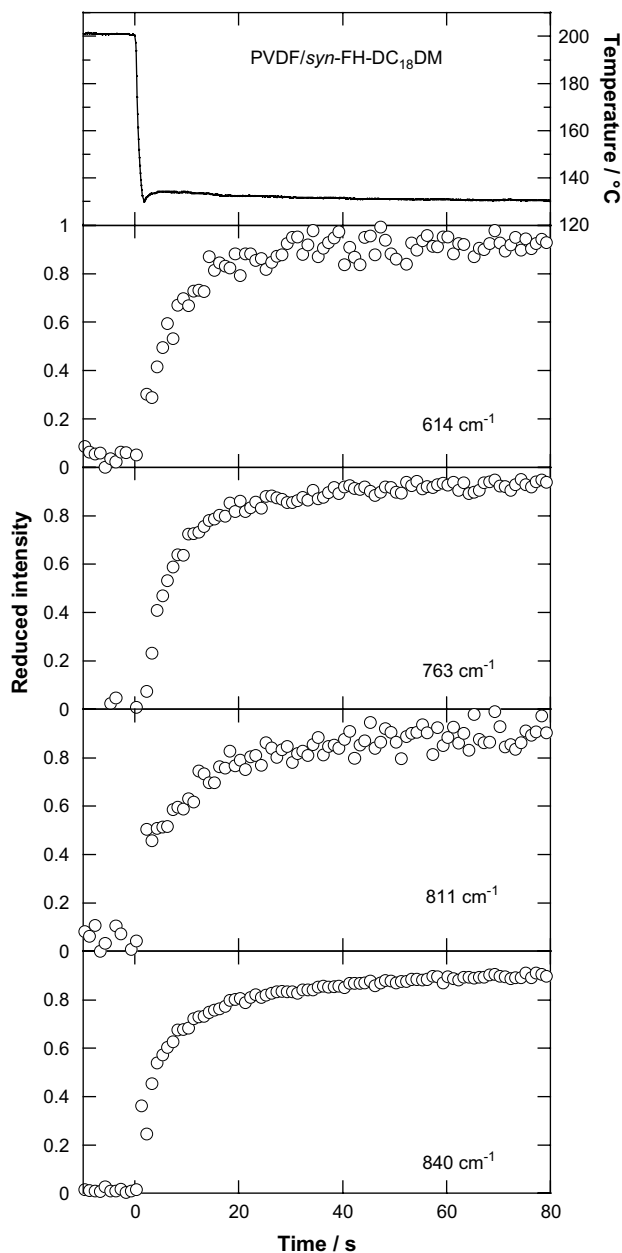 200
180
160
140
120
Temperature / °C
PVDF/syn-FH-DC₁₈DM
1
0.8
0.6
0.4
0.2
0
614 cm⁻¹
0.8
0.6
0.4
0.2
0
763 cm⁻¹
0.8
0.6
0.4
0.2
0
811 cm⁻¹
0.8
0.6
0.4
0.2
0
840 cm⁻¹
Reduced intensity
0 20 40 60 80
Time / s